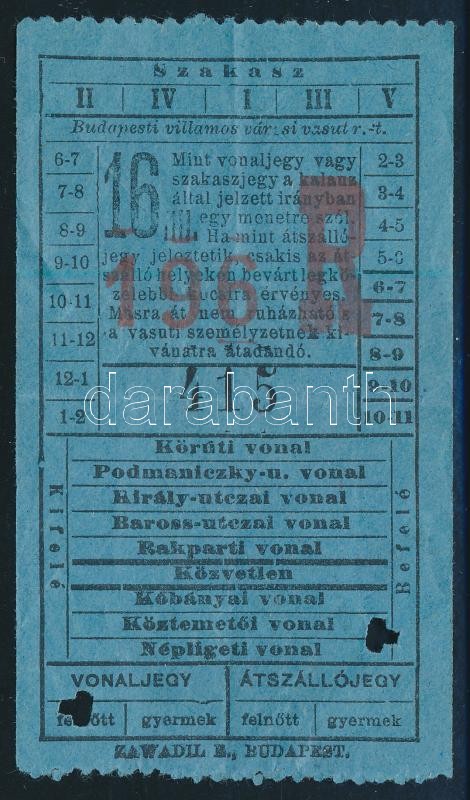 Szakasz
II IV I III V
Budapesti villamos városi vasut r.-t.
6-7
7-8
8-9
9-10
10-11
11-12
12-1
1-2
16
III.
Mint vonaljegy vagy
szakaszjegy a kalauz
által jelzett irányban
egy menetre szól.
Ha mint átszálló-
jegy jeleztetik, csakis az át-
szálló helyeken bevárt legkö-
zelebbi kocsira érvényes.
Másra át nem ruházható s
a vasuti személyzetnek ki-
vánatra átadandó.
2-3
3-4
4-5
5-6
6-7
7-8
8-9
9-10
10-11
415
darabanth
Kifelé
Köruti vonal
Podmaniczky-u. vonal
Király-utczai vonal
Baross-utczai vonal
Rakparti vonal
Közvetlen
Kőbányai vonal
Köztemetői vonal
Népligeti vonal
Befelé
VONALJEGY ÁTSZÁLLÓJEGY
felnőtt gyermek felnőtt gyermek
ZAWADIL E., BUDAPEST.